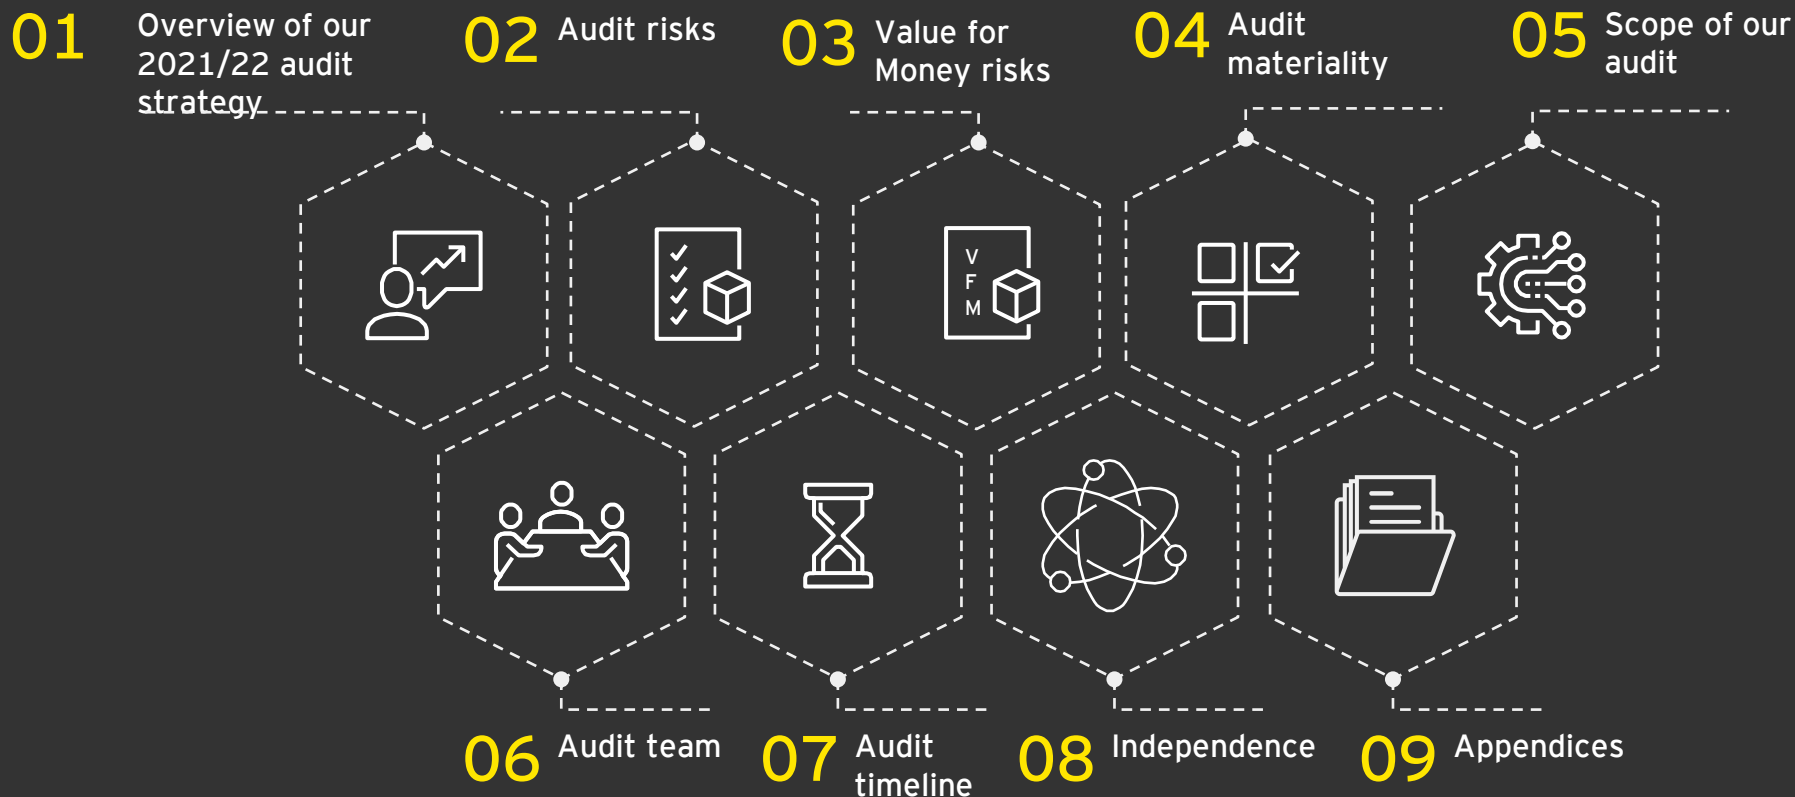 01 Overview of our
2021/22 audit
strategy
02 Audit risks
03 Value for
Money risks
04 Audit
materiality
05 Scope of our
audit
V
F
M
06 Audit team
07 Audit
timeline
08 Independence
09 Appendices